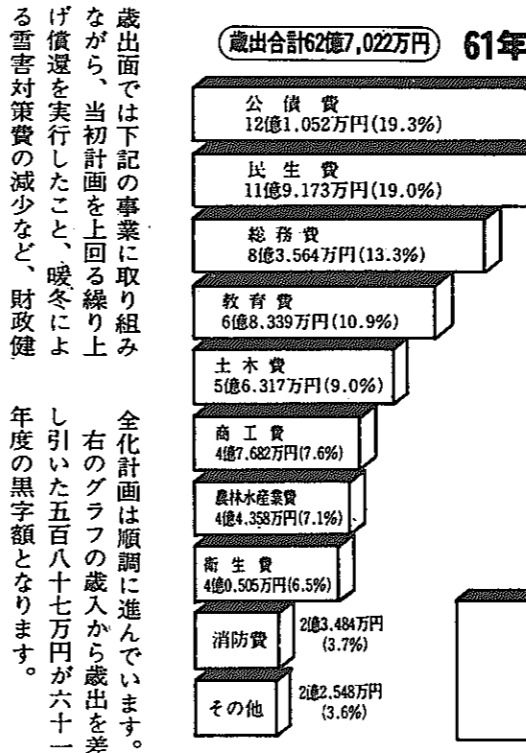 歳出合計62億7,022万円
61年
公債費
12億1.052万円(19.3%)
民生費
11億9.173万円(19.0%)
総務費
8億3.564万円(13.3%)
教育費
6億8.339万円(10.9%)
土木費
5億6.317万円(9.0%)
商工費
4億7.682万円(7.6%)
農林水産業費
4億4.358万円(7.1%)
衛生費
4億0.505万円(6.5%)
消防費
2億3.484万円
(3.7%)
その他
2億2.548万円
(3.6%)
歳出面では下記の事業に取り組み
ながら、当初計画を上回る繰り上
げ償還を実行したこと、暖冬によ
る雪害対策費の減少など、財政健
全化計画は順調に進んでいます。
右のグラフの歳入から歳出を差
し引いた五百八十七万円が六十一
年度の黒字額となります。